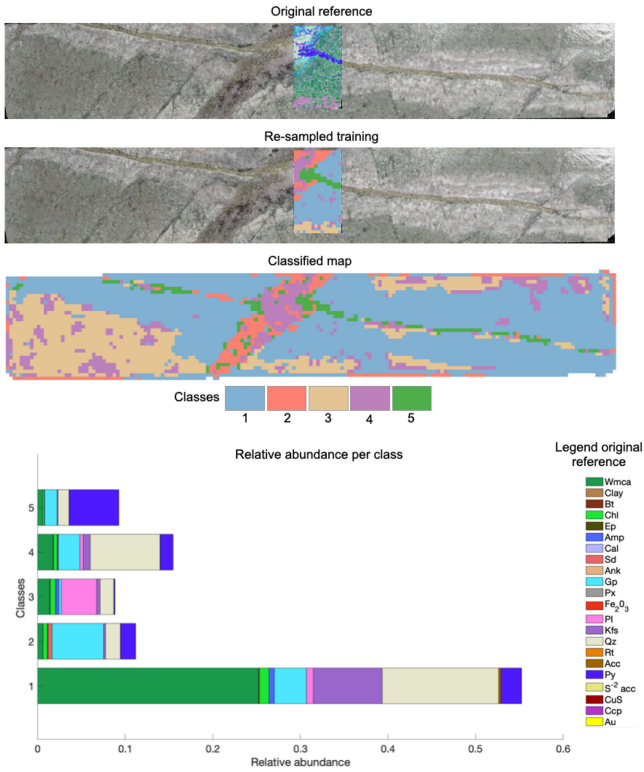 Original reference
Re-sampled training
Classified map
Classes
1 2 3 4 5
Relative abundance per class
Legend original
reference
5
4
3
2
1
Classes
0 0.1 0.2 0.3 0.4 0.5 0.6
Relative abundance
Wmca
Clay
Bt
Chl
Ep
Amp
Cal
Sd
Ank
Gp
Px
Fe₂0₃
Pl
Kfs
Qz
Rt
Acc
Py
S⁻² acc
CuS
Ccp
Au